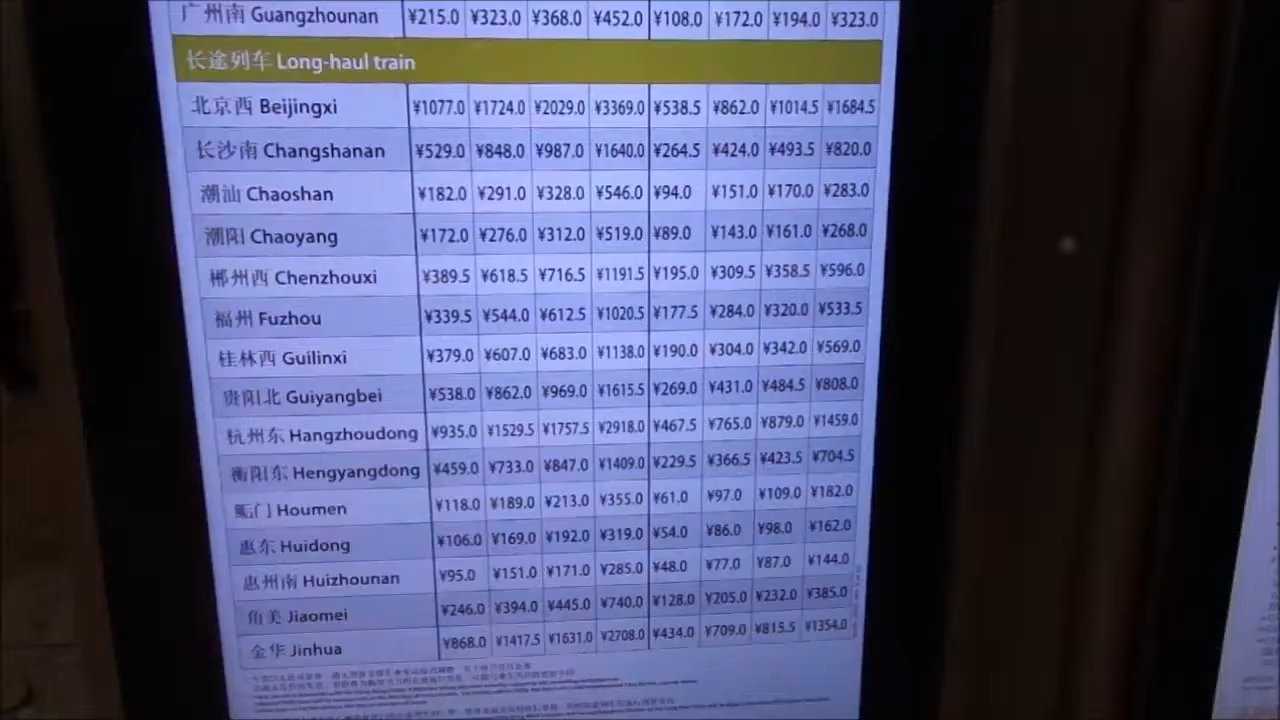 广州南 Guangzhounan ¥215.0 ¥323.0 ¥368.0 ¥452.0 ¥108.0 ¥172.0 ¥194.0 ¥323.0
长途列车 Long-haul train
北京西 Beijingxi ¥1077.0 ¥1724.0 ¥2029.0 ¥3369.0 ¥538.5 ¥862.0 ¥1014.5 ¥1684.5
长沙南 Changshanan ¥529.0 ¥848.0 ¥987.0 ¥1640.0 ¥264.5 ¥424.0 ¥493.5 ¥820.0
潮汕 Chaoshan ¥182.0 ¥291.0 ¥328.0 ¥546.0 ¥94.0 ¥151.0 ¥170.0 ¥283.0
潮阳 Chaoyang ¥172.0 ¥276.0 ¥312.0 ¥519.0 ¥89.0 ¥143.0 ¥161.0 ¥268.0
郴州西 Chenzhouxi ¥389.5 ¥618.5 ¥716.5 ¥1191.5 ¥195.0 ¥309.5 ¥358.5 ¥596.0
福州 Fuzhou ¥339.5 ¥544.0 ¥612.5 ¥1020.5 ¥177.5 ¥284.0 ¥320.0 ¥533.5
桂林西 Guilinxi ¥379.0 ¥607.0 ¥683.0 ¥1138.0 ¥190.0 ¥304.0 ¥342.0 ¥569.0
贵阳北 Guiyangbei ¥538.0 ¥862.0 ¥969.0 ¥1615.5 ¥269.0 ¥431.0 ¥484.5 ¥808.0
杭州东 Hangzhoudong ¥935.0 ¥1529.5 ¥1757.5 ¥2918.0 ¥467.5 ¥765.0 ¥879.0 ¥1459.0
衡阳东 Hengyangdong ¥459.0 ¥733.0 ¥847.0 ¥1409.0 ¥229.5 ¥366.5 ¥423.5 ¥704.5
鲘门 Houmen ¥118.0 ¥189.0 ¥213.0 ¥355.0 ¥61.0 ¥97.0 ¥109.0 ¥182.0
惠东 Huidong ¥106.0 ¥169.0 ¥192.0 ¥319.0 ¥54.0 ¥86.0 ¥98.0 ¥162.0
惠州南 Huizhounan ¥95.0 ¥151.0 ¥171.0 ¥285.0 ¥48.0 ¥77.0 ¥87.0 ¥144.0
角美 Jiaomei ¥246.0 ¥394.0 ¥445.0 ¥740.0 ¥128.0 ¥205.0 ¥232.0 ¥385.0
金华 Jinhua ¥868.0 ¥1417.5 ¥1631.0 ¥2708.0 ¥434.0 ¥709.0 ¥815.5 ¥1354.0